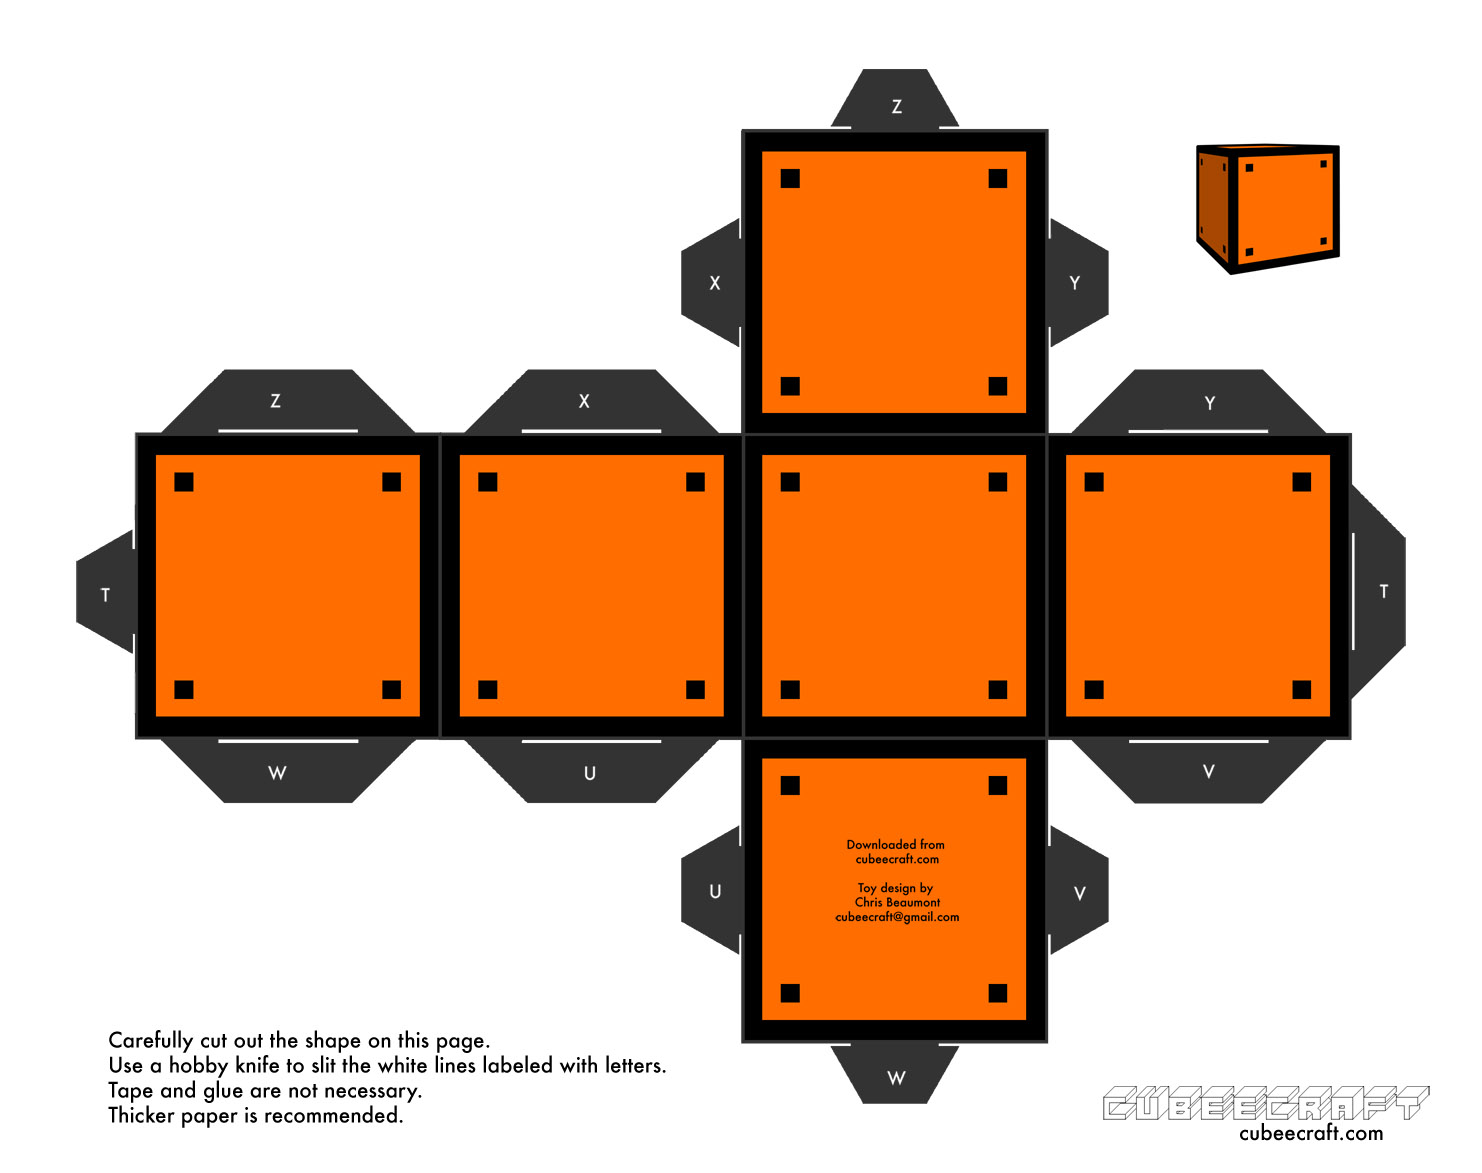 Z
X
Y
Z
X
Y
T
T
W
U
V
Downloaded from
cubeecraft.com
Toy design by
Chris Beaumont
cubeecraft@gmail.com
U
V
W
Carefully cut out the shape on this page.
Use a hobby knife to slit the white lines labeled with letters.
Tape and glue are not necessary.
Thicker paper is recommended.
CUBEECRAFT
cubeecraft.com